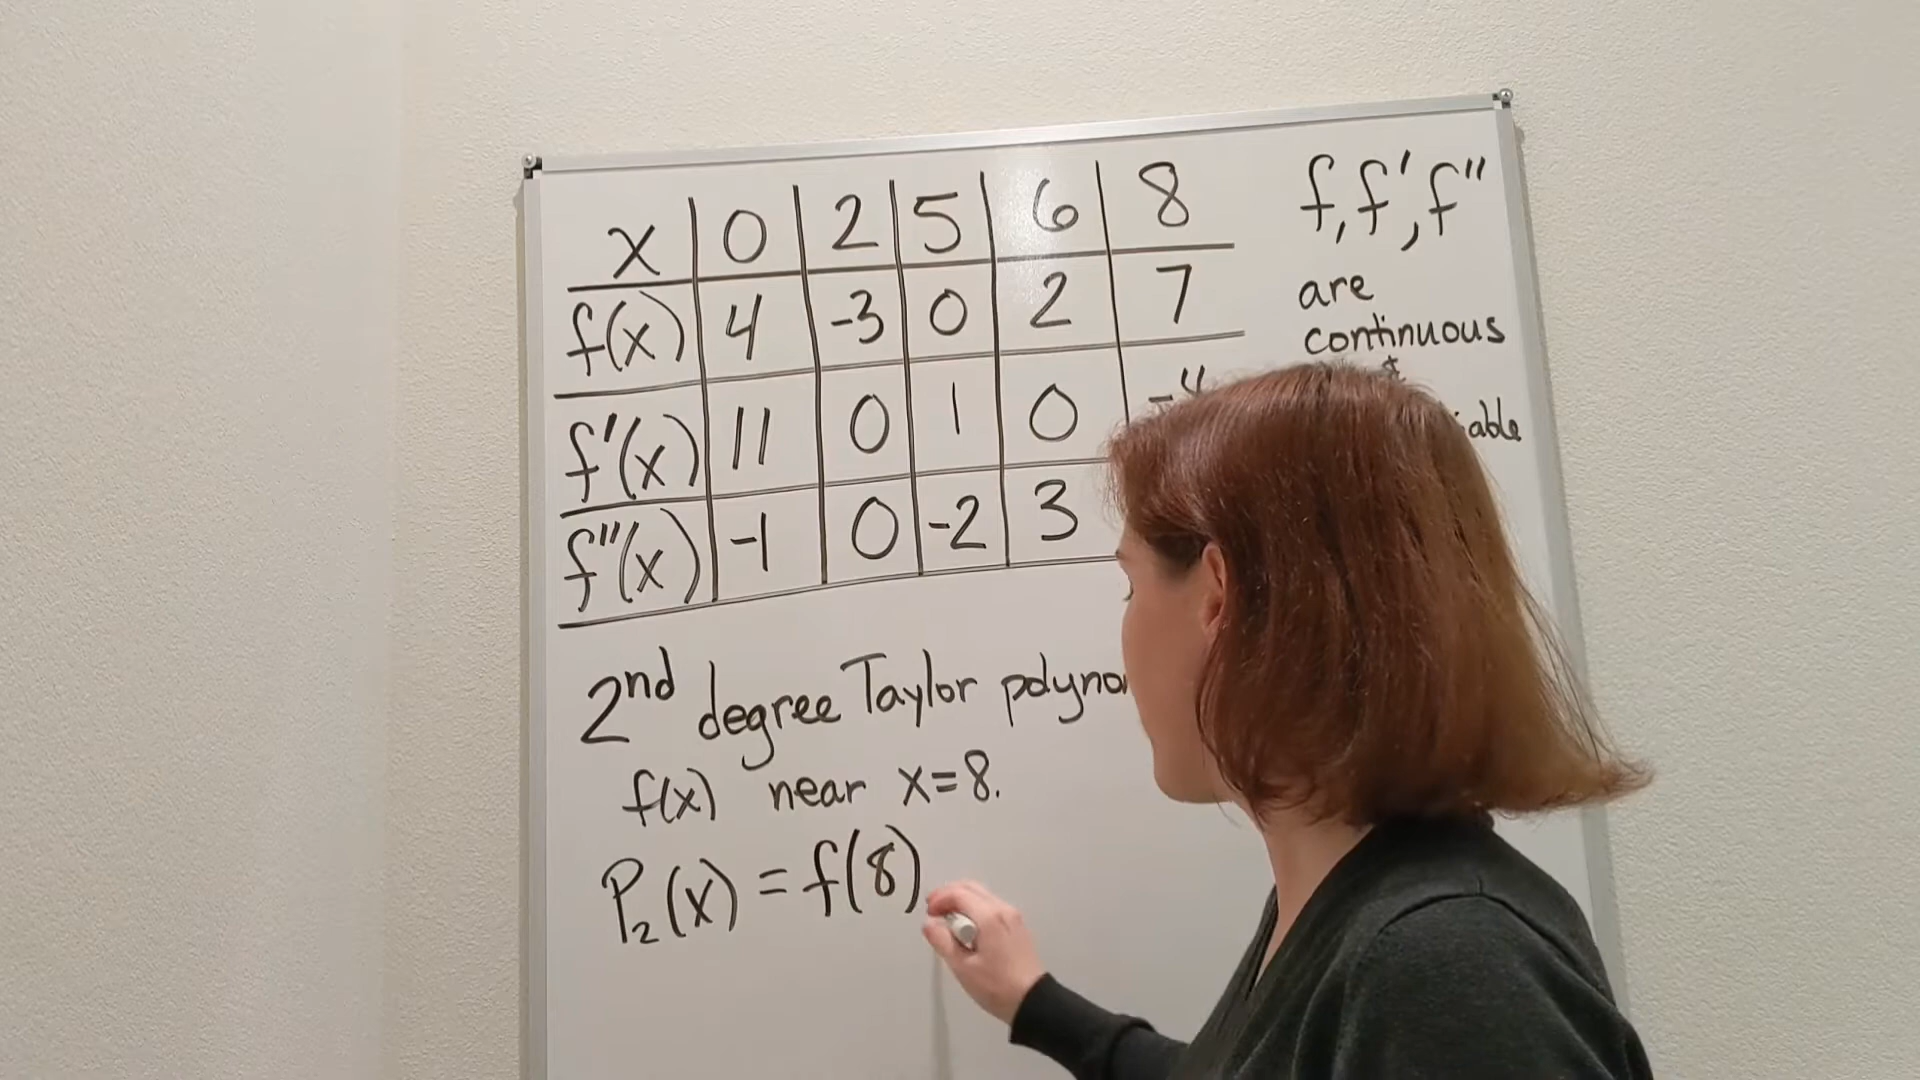 x 0 2 5 6 8
f(x) 4 -3 0 2 7
f'(x) 11 0 1 0 -4
f''(x) -1 0 -2 3
f, f', f''
are
continuous
2nd degree Taylor
f(x) near x=8.
P₂(x) = f(8)